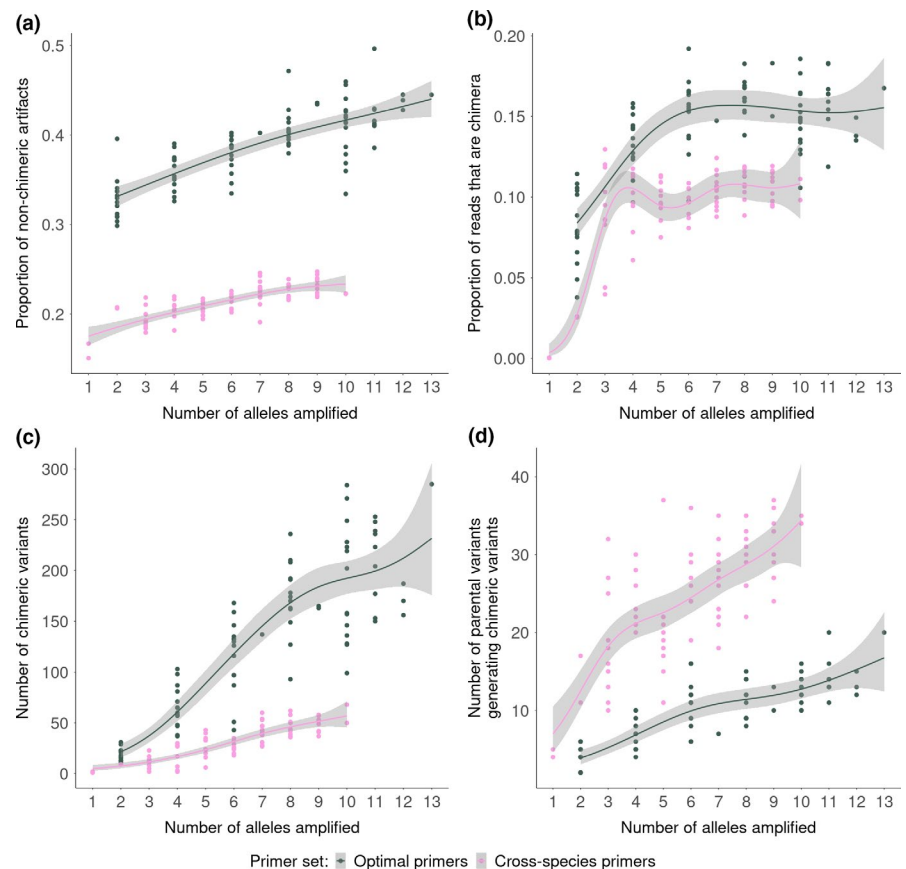 (a)
Proportion of non-chimeric artifacts
0.5
0.4
0.3
0.2
1 2 3 4 5 6 7 8 9 10 11 12 13
Number of alleles amplified
(b)
Proportion of reads that are chimera
0.20
0.15
0.10
0.05
0.00
1 2 3 4 5 6 7 8 9 10 11 12 13
Number of alleles amplified
(c)
Number of chimeric variants
300
250
200
150
100
50
0
1 2 3 4 5 6 7 8 9 10 11 12 13
Number of alleles amplified
(d)
Number of parental variants
generating chimeric variants
40
30
20
10
1 2 3 4 5 6 7 8 9 10 11 12 13
Number of alleles amplified
Primer set: Optimal primers Cross-species primers